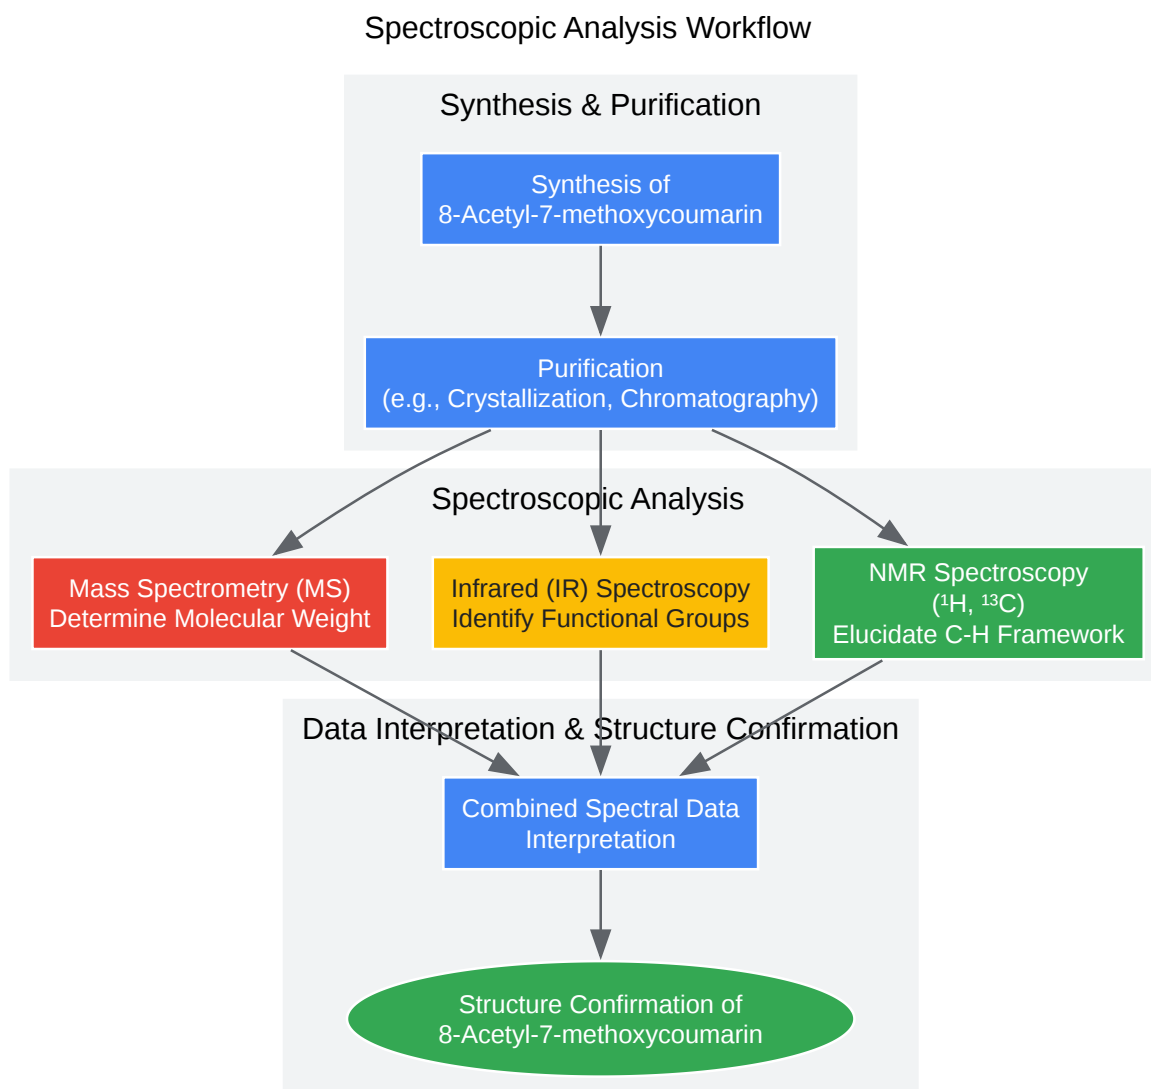 Spectroscopic Analysis Workflow
Synthesis & Purification
Synthesis of
8-Acetyl-7-methoxycoumarin
Purification
(e.g., Crystallization, Chromatography)
Spectroscopic Analysis
Mass Spectrometry (MS)
Determine Molecular Weight
Infrared (IR) Spectroscopy
Identify Functional Groups
NMR Spectroscopy
(¹H, ¹³C)
Elucidate C-H Framework
Data Interpretation & Structure Confirmation
Combined Spectral Data
Interpretation
Structure Confirmation of
8-Acetyl-7-methoxycoumarin